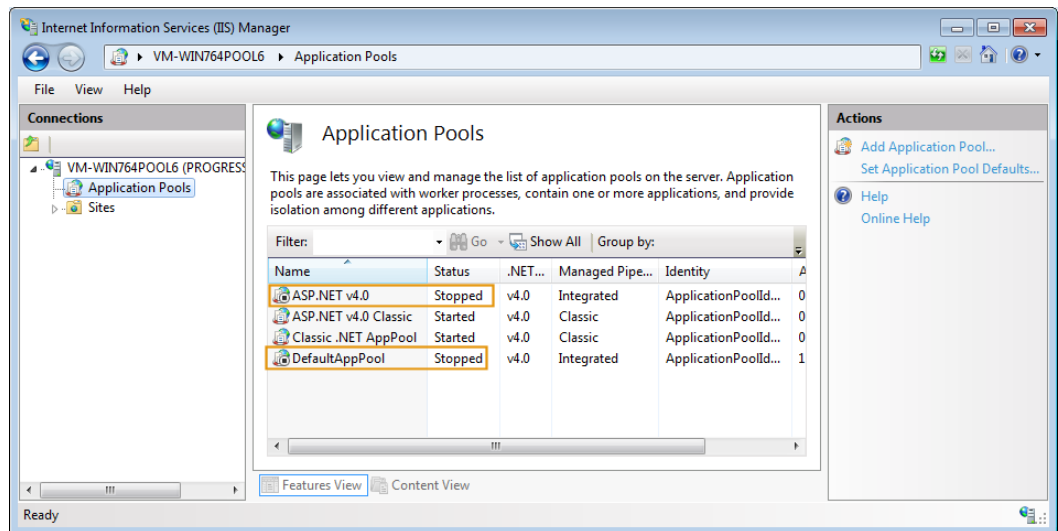 Internet Information Services (IIS) Manager
VM-WIN764POOL6 Application Pools
File View Help
Connections
VM-WIN764POOL6 (PROGRESS
Application Pools
Sites
Application Pools
This page lets you view and manage the list of application pools on the server. Application
pools are associated with worker processes, contain one or more applications, and provide
isolation among different applications.
Filter: Go Show All Group by:
Name Status .NET... Managed Pipe... Identity A
ASP.NET v4.0 Stopped v4.0 Integrated ApplicationPoolId... 0
ASP.NET v4.0 Classic Started v4.0 Classic ApplicationPoolId... 0
Classic .NET AppPool Started v4.0 Classic ApplicationPoolId... 0
DefaultAppPool Stopped v4.0 Integrated ApplicationPoolId... 1
Features View Content View
Actions
Add Application Pool...
Set Application Pool Defaults...
Help
Online Help
Ready